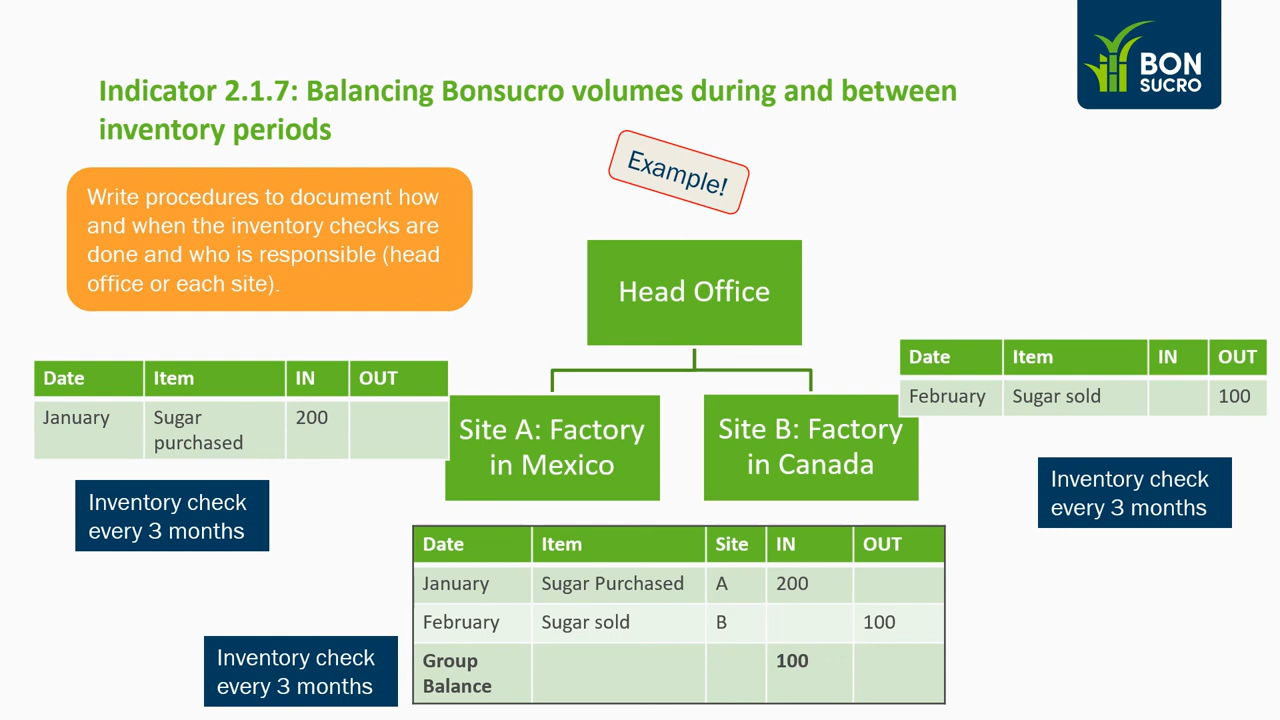 BON
SUCRO
Indicator 2.1.7: Balancing Bonsucro volumes during and between
inventory periods
Example!
Write procedures to document how
and when the inventory checks are
done and who is responsible (head
office or each site).
Head Office
Date Item IN OUT
January Sugar purchased 200
Inventory check
every 3 months
Site A: Factory
in Mexico
Site B: Factory
in Canada
Date Item IN OUT
February Sugar sold 100
Inventory check
every 3 months
Date Item Site IN OUT
January Sugar Purchased A 200
February Sugar sold B 100
Group Balance 100
Inventory check
every 3 months